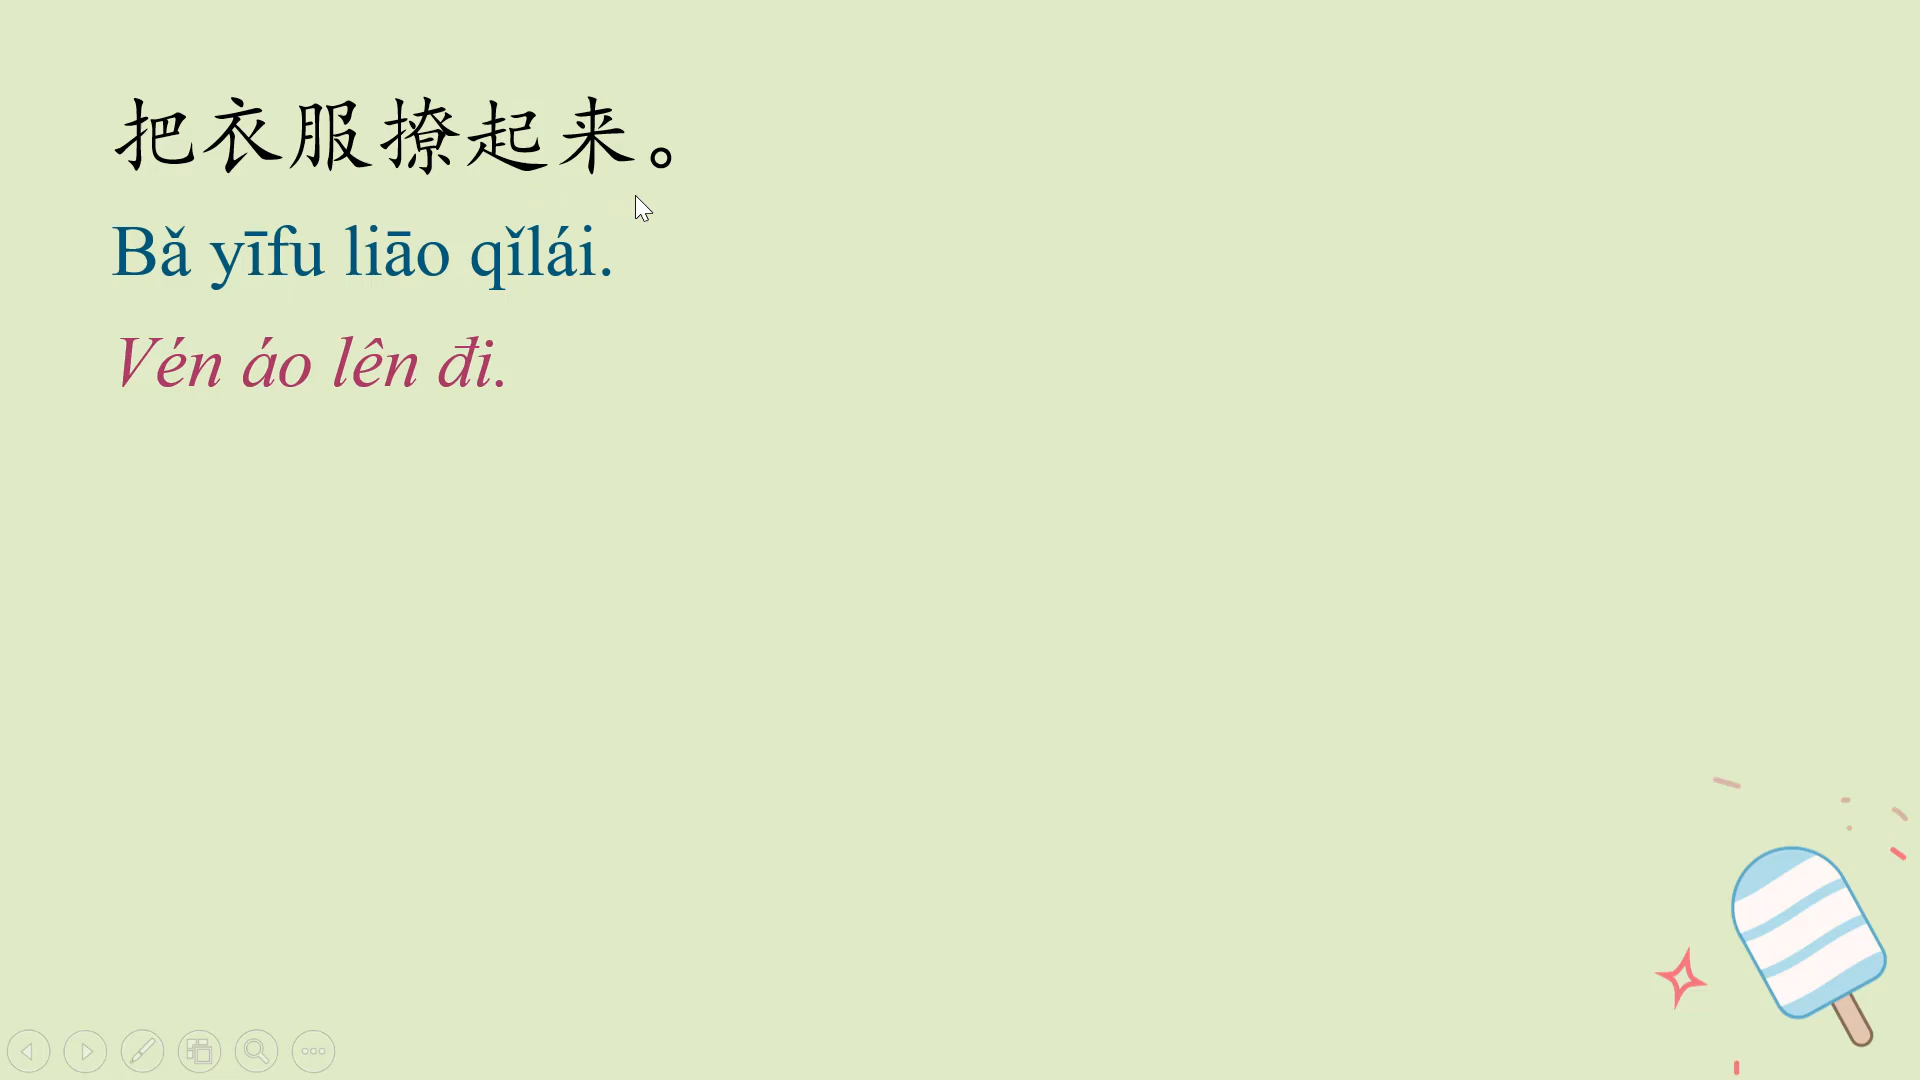 把衣服撩起来。
Bǎ yīfu liāo qǐlái.
Vén áo lên đi.